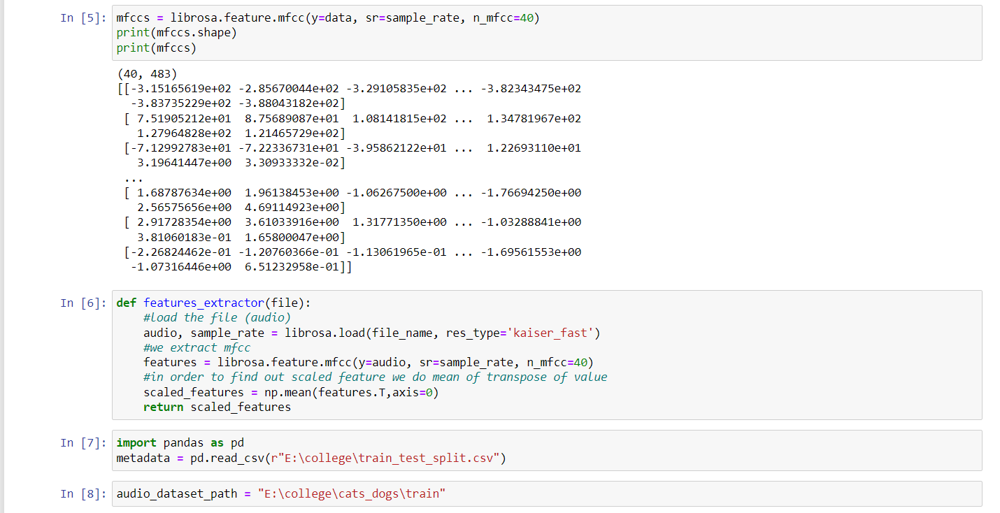 In [5]: mfccs = librosa.feature.mfcc(y=data, sr=sample_rate, n_mfcc=40)
print(mfccs.shape)
print(mfccs)
(40, 483)
[[-3.15165619e+02 -2.85670044e+02 -3.29105835e+02 ... -3.82343475e+02
  -3.83735229e+02 -3.88043182e+02]
 [ 7.51905212e+01  8.75689087e+01  1.08141815e+02 ...  1.34781967e+02
   1.27964828e+02  1.21465729e+02]
 [-7.12992783e+01 -7.22336731e+01 -3.95862122e+01 ...  1.22693110e+01
   3.19641447e+00  3.30933332e-02]
 ...
 [ 1.68787634e+00  1.96138453e+00 -1.06267500e+00 ... -1.76694250e+00
   2.56575656e+00  4.69114923e+00]
 [ 2.91728354e+00  3.61033916e+00  1.31771350e+00 ... -1.03288841e+00
   3.81060183e-01  1.65800047e+00]
 [-2.26824462e-01 -1.20760366e-01 -1.13061965e-01 ... -1.69561553e+00
  -1.07316446e+00  6.51232958e-01]]
In [6]: def features_extractor(file):
    #load the file (audio)
    audio, sample_rate = librosa.load(file_name, res_type='kaiser_fast')
    #we extract mfcc
    features = librosa.feature.mfcc(y=audio, sr=sample_rate, n_mfcc=40)
    #in order to find out scaled feature we do mean of transpose of value
    scaled_features = np.mean(features.T,axis=0)
    return scaled_features
In [7]: import pandas as pd
metadata = pd.read_csv(r"E:\college\train_test_split.csv")
In [8]: audio_dataset_path = "E:\college\cats_dogs\train"